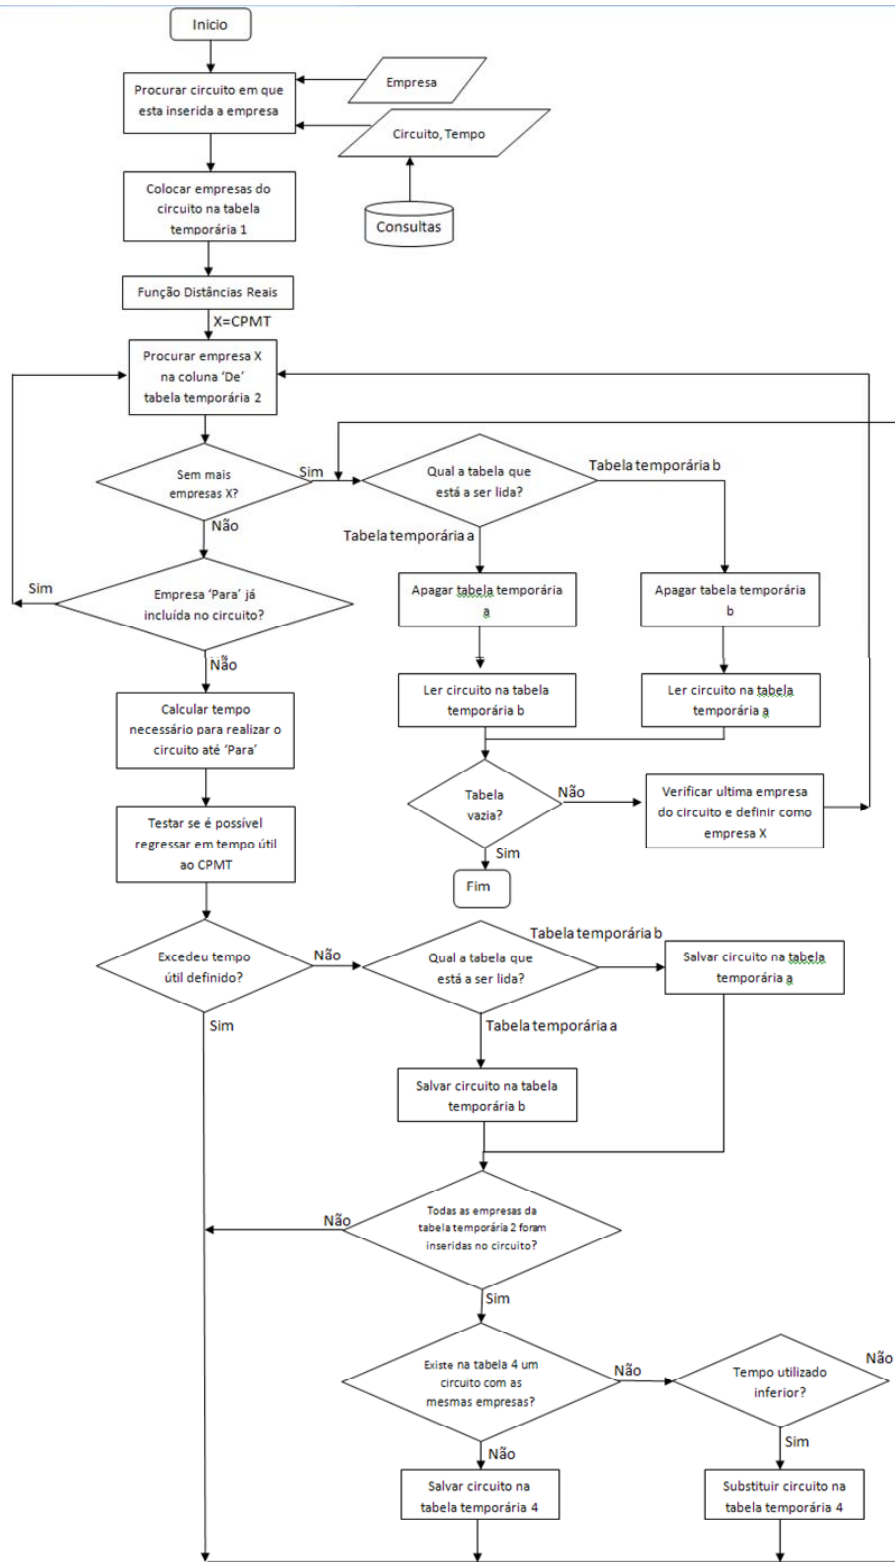 Inicio
Procurar circuito em que
esta inserida a empresa
Empresa
Circuito, Tempo
Consultas
Colocar empresas do
circuito na tabela
temporária 1
Função Distâncias Reais
X=CPMT
Procurar empresa X
na coluna ‘De’
tabela temporária 2
Sem mais
empresas X?
Sim
Não
Qual a tabela que
está a ser lida?
Tabela temporária b
Tabela temporária a
Empresa ‘Para’ já
incluída no circuito?
Sim
Não
Apagar tabela temporária
a
Apagar tabela temporária
b
Ler circuito na tabela
temporária b
Ler circuito na tabela
temporária a
Calcular tempo
necessário para realizar o
circuito até ‘Para’
Tabela
vazia?
Não
Sim
Verificar ultima empresa
do circuito e definir como
empresa X
Fim
Testar se é possível
regressar em tempo útil
ao CPMT
Excedeu tempo
útil definido?
Não
Sim
Qual a tabela que
está a ser lida?
Tabela temporária b
Tabela temporária a
Salvar circuito na tabela
temporária a
Salvar circuito na tabela
temporária b
Todas as empresas da
tabela temporária 2 foram
inseridas no circuito?
Não
Sim
Existe na tabela 4 um
circuito com as
mesmas empresas?
Não
Não
Tempo utilizado
inferior?
Não
Sim
Salvar circuito na
tabela temporária 4
Substituir circuito na
tabela temporária 4